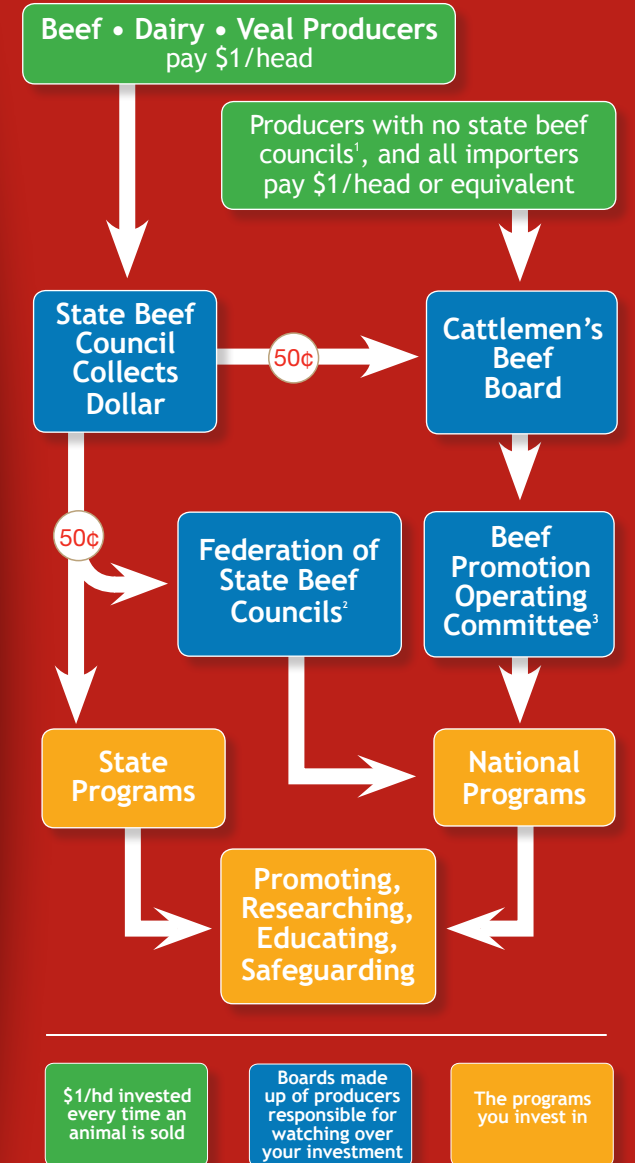 Beef • Dairy • Veal Producers
pay $1/head
Producers with no state beef
councils¹, and all importers
pay $1/head or equivalent
State Beef
Council
Collects
Dollar
50¢
Cattlemen’s
Beef
Board
50¢
Federation of
State Beef
Councils²
Beef
Promotion
Operating
Committee³
State
Programs
National
Programs
Promoting,
Researching,
Educating,
Safeguarding
$1/hd invested
every time an
animal is sold
Boards made
up of producers
responsible for
watching over
your investment
The programs
you invest in